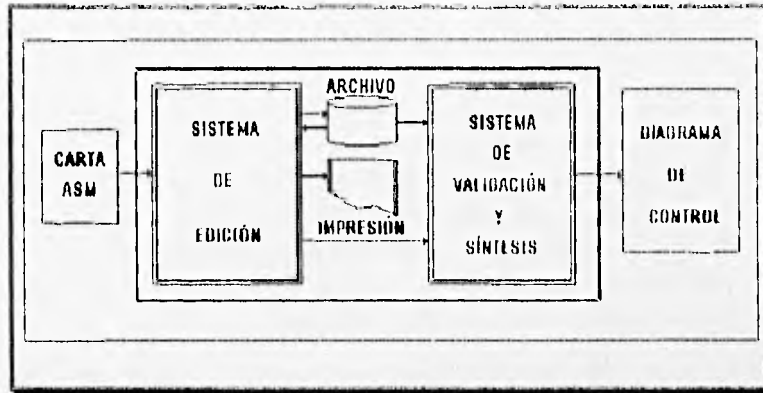 CARTA
ASM
SISTEMA
DE
EDICIÓN
ARCHIVO
IMPRESIÓN
SISTEMA
DE
VALIDACIÓN
Y
SÍNTESIS
DIAGRAMA
DE
CONTROL